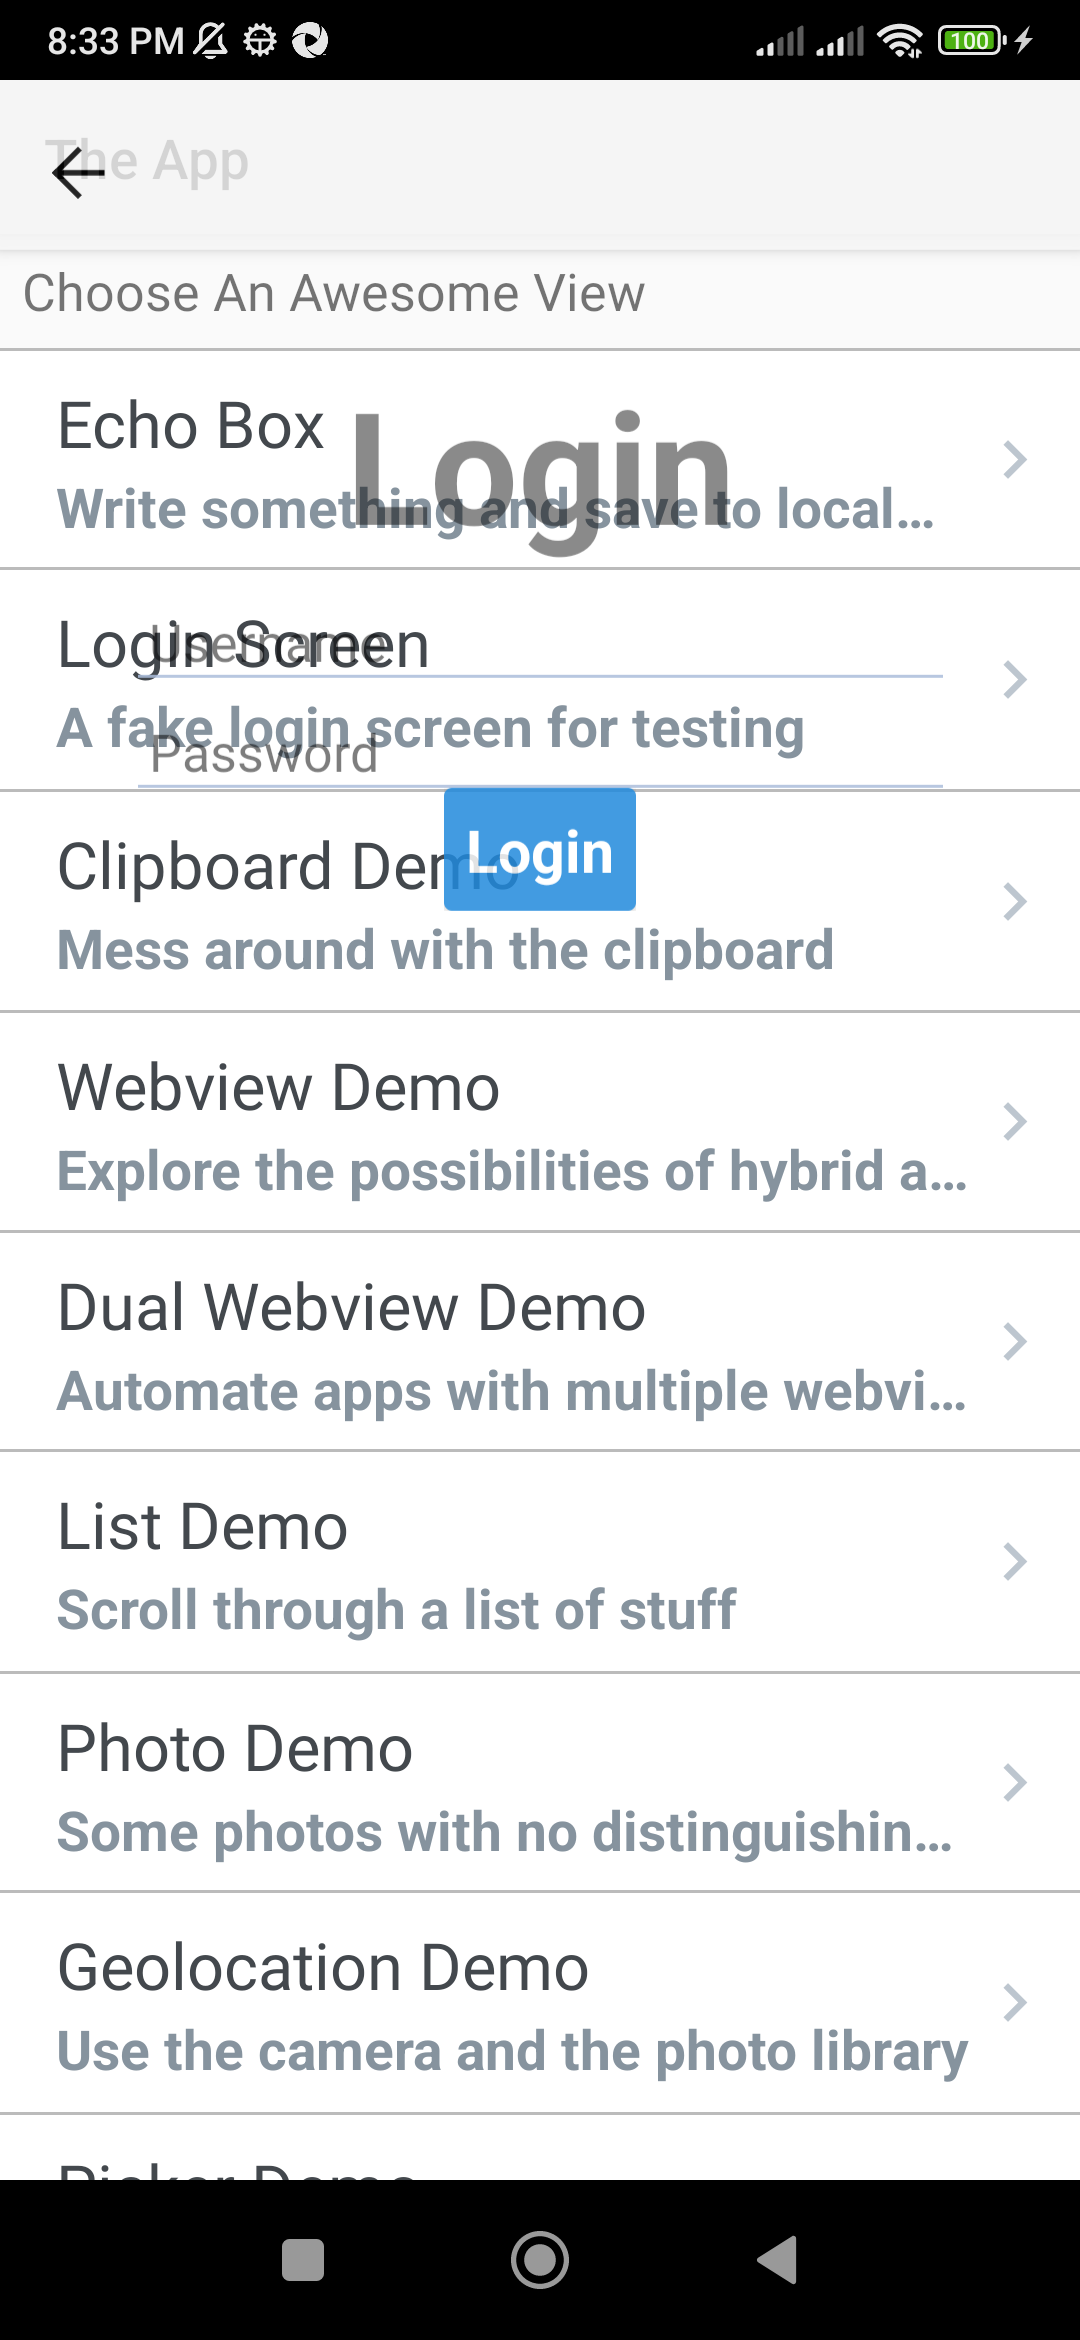 8:33 PM
100
The App
Choose An Awesome View
Echo Box
Login
Write something and save to local...
Login Screen
Username
A fake login screen for testing
Password
Clipboard Demo
Login
Mess around with the clipboard
Webview Demo
Explore the possibilities of hybrid a...
Dual Webview Demo
Automate apps with multiple webvi...
List Demo
Scroll through a list of stuff
Photo Demo
Some photos with no distinguishin...
Geolocation Demo
Use the camera and the photo library
Picker Demo